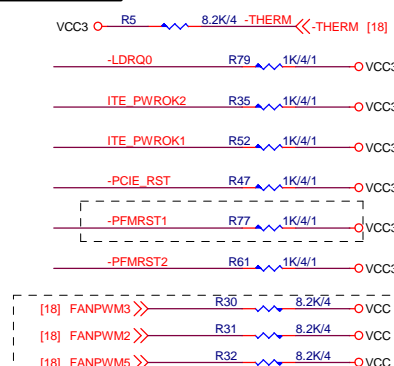 VCC3 R5 8.2K/4 -THERM -THERM [18]
-LDRQ0 R79 1K/4/1 VCC3
ITE_PWROK2 R35 1K/4/1 VCC3
ITE_PWROK1 R52 1K/4/1 VCC3
-PCIE_RST R47 1K/4/1 VCC3
-PFMRST1 R77 1K/4/1 VCC3
-PFMRST2 R61 1K/4/1 VCC3
[18] FANPWM3 R30 8.2K/4 VCC
[18] FANPWM2 R31 8.2K/4 VCC
[18] FANPWM5 R32 8.2K/4 VCC